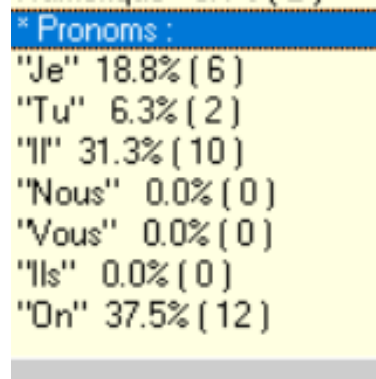 * Pronoms :
"Je" 18.8% ( 6 )
"Tu" 6.3% ( 2 )
"Il" 31.3% ( 10 )
"Nous" 0.0% ( 0 )
"Vous" 0.0% ( 0 )
"Ils" 0.0% ( 0 )
"On" 37.5% ( 12 )